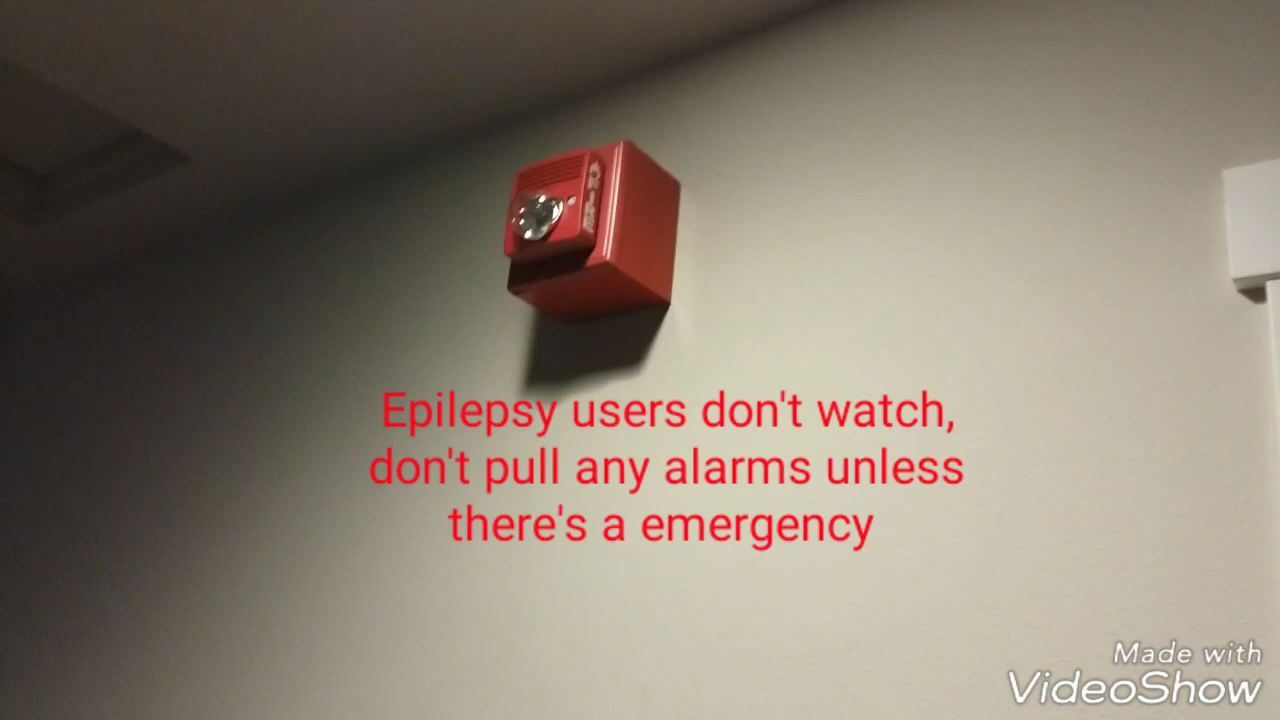 Epilepsy users don't watch,
don't pull any alarms unless
there's a emergency
Made with
VideoShow